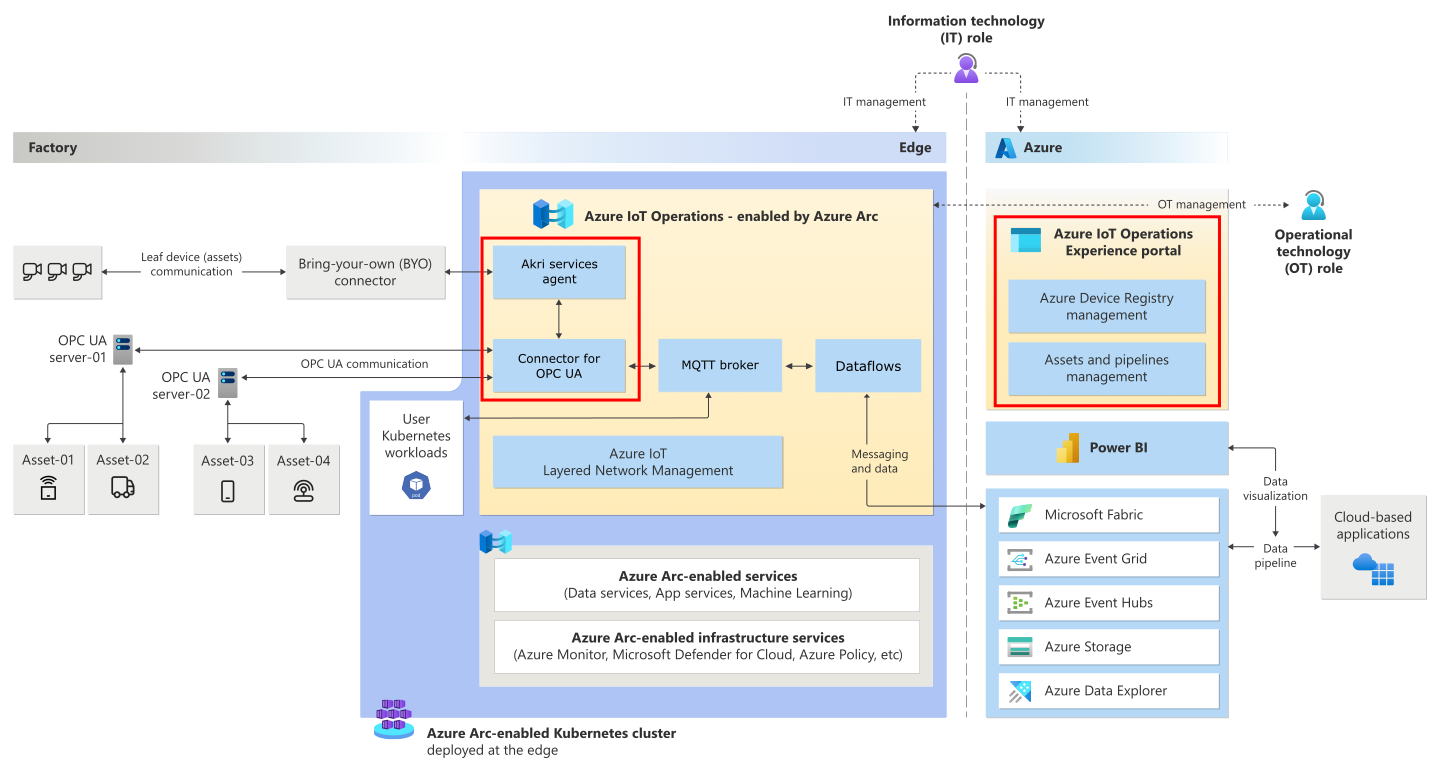 Information technology
(IT) role
IT management
IT management
Factory
Edge
Azure
Azure IoT Operations - enabled by Azure Arc
OT management
Operational
technology
(OT) role
Azure IoT Operations
Experience portal
Azure Device Registry
management
Assets and pipelines
management
Leaf device (assets)
communication
Bring-your-own (BYO)
connector
Akri services
agent
OPC UA
server-01
OPC UA communication
OPC UA
server-02
Connector for
OPC UA
MQTT broker
Dataflows
User
Kubernetes
workloads
pod
Asset-01
Asset-02
Asset-03
Asset-04
Azure IoT
Layered Network Management
Messaging
and data
Power BI
Data
visualization
Data
pipeline
Cloud-based
applications
Microsoft Fabric
Azure Event Grid
Azure Event Hubs
Azure Storage
Azure Data Explorer
Azure Arc-enabled services
(Data services, App services, Machine Learning)
Azure Arc-enabled infrastructure services
(Azure Monitor, Microsoft Defender for Cloud, Azure Policy, etc)
Azure Arc-enabled Kubernetes cluster
deployed at the edge